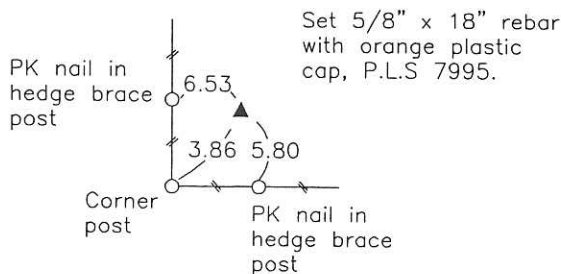 Set 5/8" x 18" rebar
with orange plastic
cap, P.L.S 7995.
PK nail in
hedge brace
post
6.53
3.86
5.80
Corner
post
PK nail in
hedge brace
post